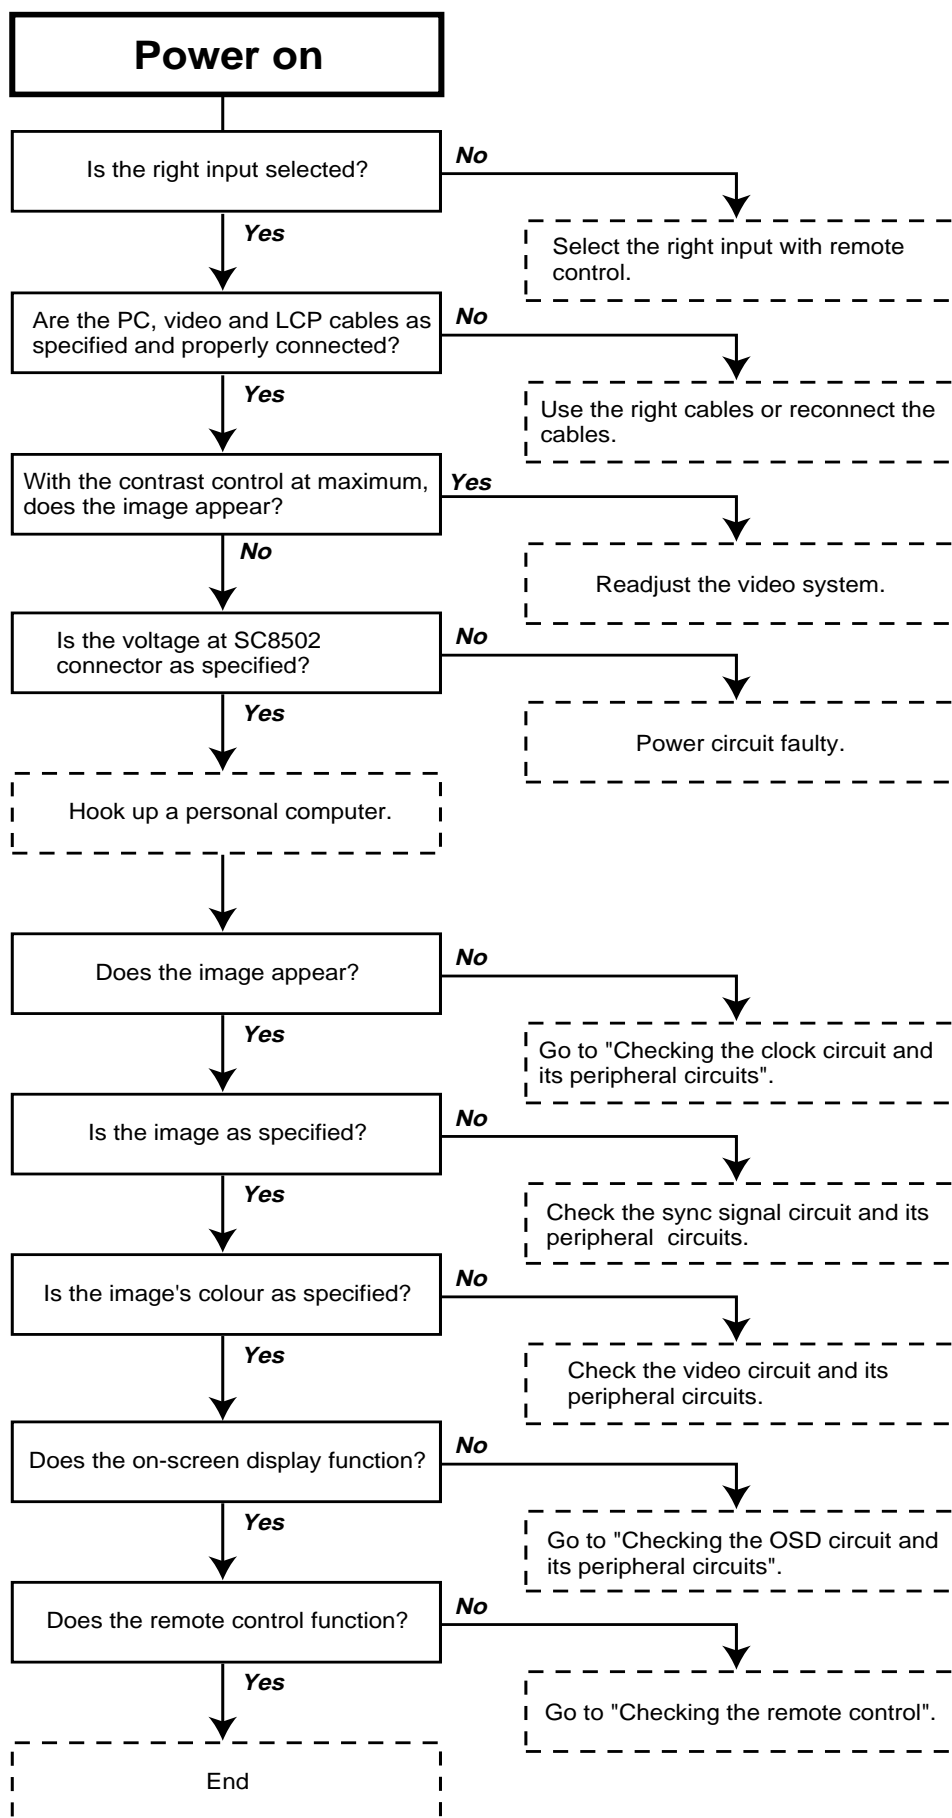 Power on
Is the right input selected?
No
Yes
Select the right input with remote
control.
Are the PC, video and LCP cables as
specified and properly connected?
No
Yes
Use the right cables or reconnect the
cables.
With the contrast control at maximum,
does the image appear?
Yes
No
Readjust the video system.
Is the voltage at SC8502
connector as specified?
No
Yes
Power circuit faulty.
Hook up a personal computer.
Does the image appear?
No
Yes
Go to "Checking the clock circuit and
its peripheral circuits".
Is the image as specified?
No
Yes
Check the sync signal circuit and its
peripheral  circuits.
Is the image's colour as specified?
No
Yes
Check the video circuit and its
peripheral circuits.
Does the on-screen display function?
No
Yes
Go to "Checking the OSD circuit and
its peripheral circuits".
Does the remote control function?
No
Yes
Go to "Checking the remote control".
End